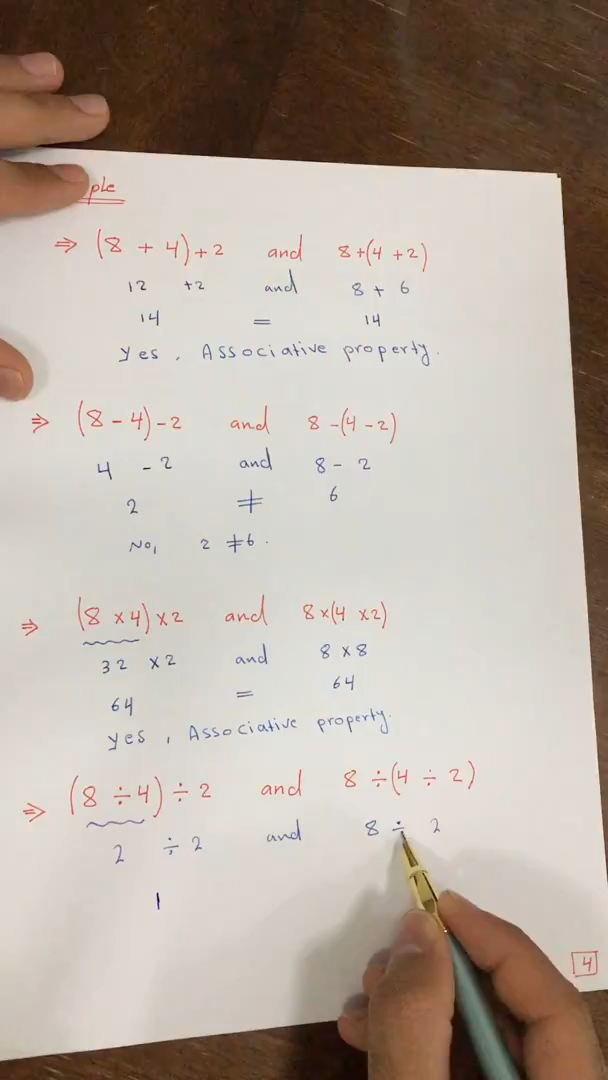 ple
⇒ (8 + 4) + 2 and 8+(4 + 2)
12 +2 and 8 + 6
14 = 14
Yes, Associative property.
⇒ (8 - 4) - 2 and 8 -(4 - 2)
4 - 2 and 8 - 2
2 ≠ 6
No, 2 ≠ 6.
⇒ (8 × 4) × 2 and 8 ×(4 × 2)
32 × 2 and 8 × 8
64 = 64
Yes, Associative property.
⇒ (8 ÷ 4) ÷ 2 and 8 ÷(4 ÷ 2)
2 ÷ 2 and 8 ÷ 2
1
4